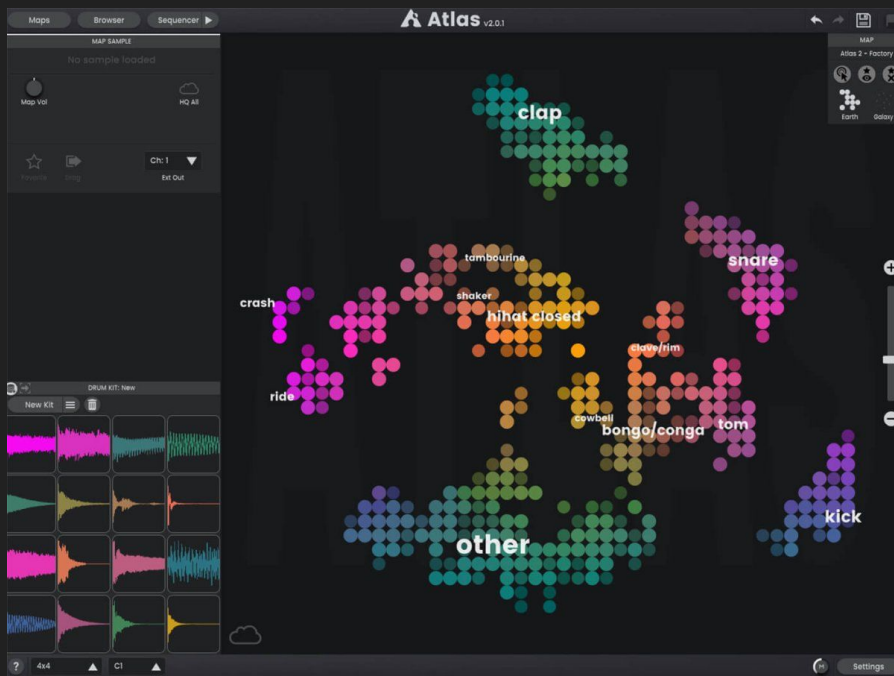 Maps Browser Sequencer Atlas v2.0.1
MAP SAMPLE
No sample loaded
Map Vol HQ All
Ch: 1
Favorite Drag Ext Out
MAP
Atlas 2 - Factory
Earth Galaxy
clap
snare
tambourine
shaker
crash
hihat closed
clave/rim
ride
cowbell
bongo/conga tom
kick
other
DRUM KIT: New
New Kit
? 4x4 C1 M Settings